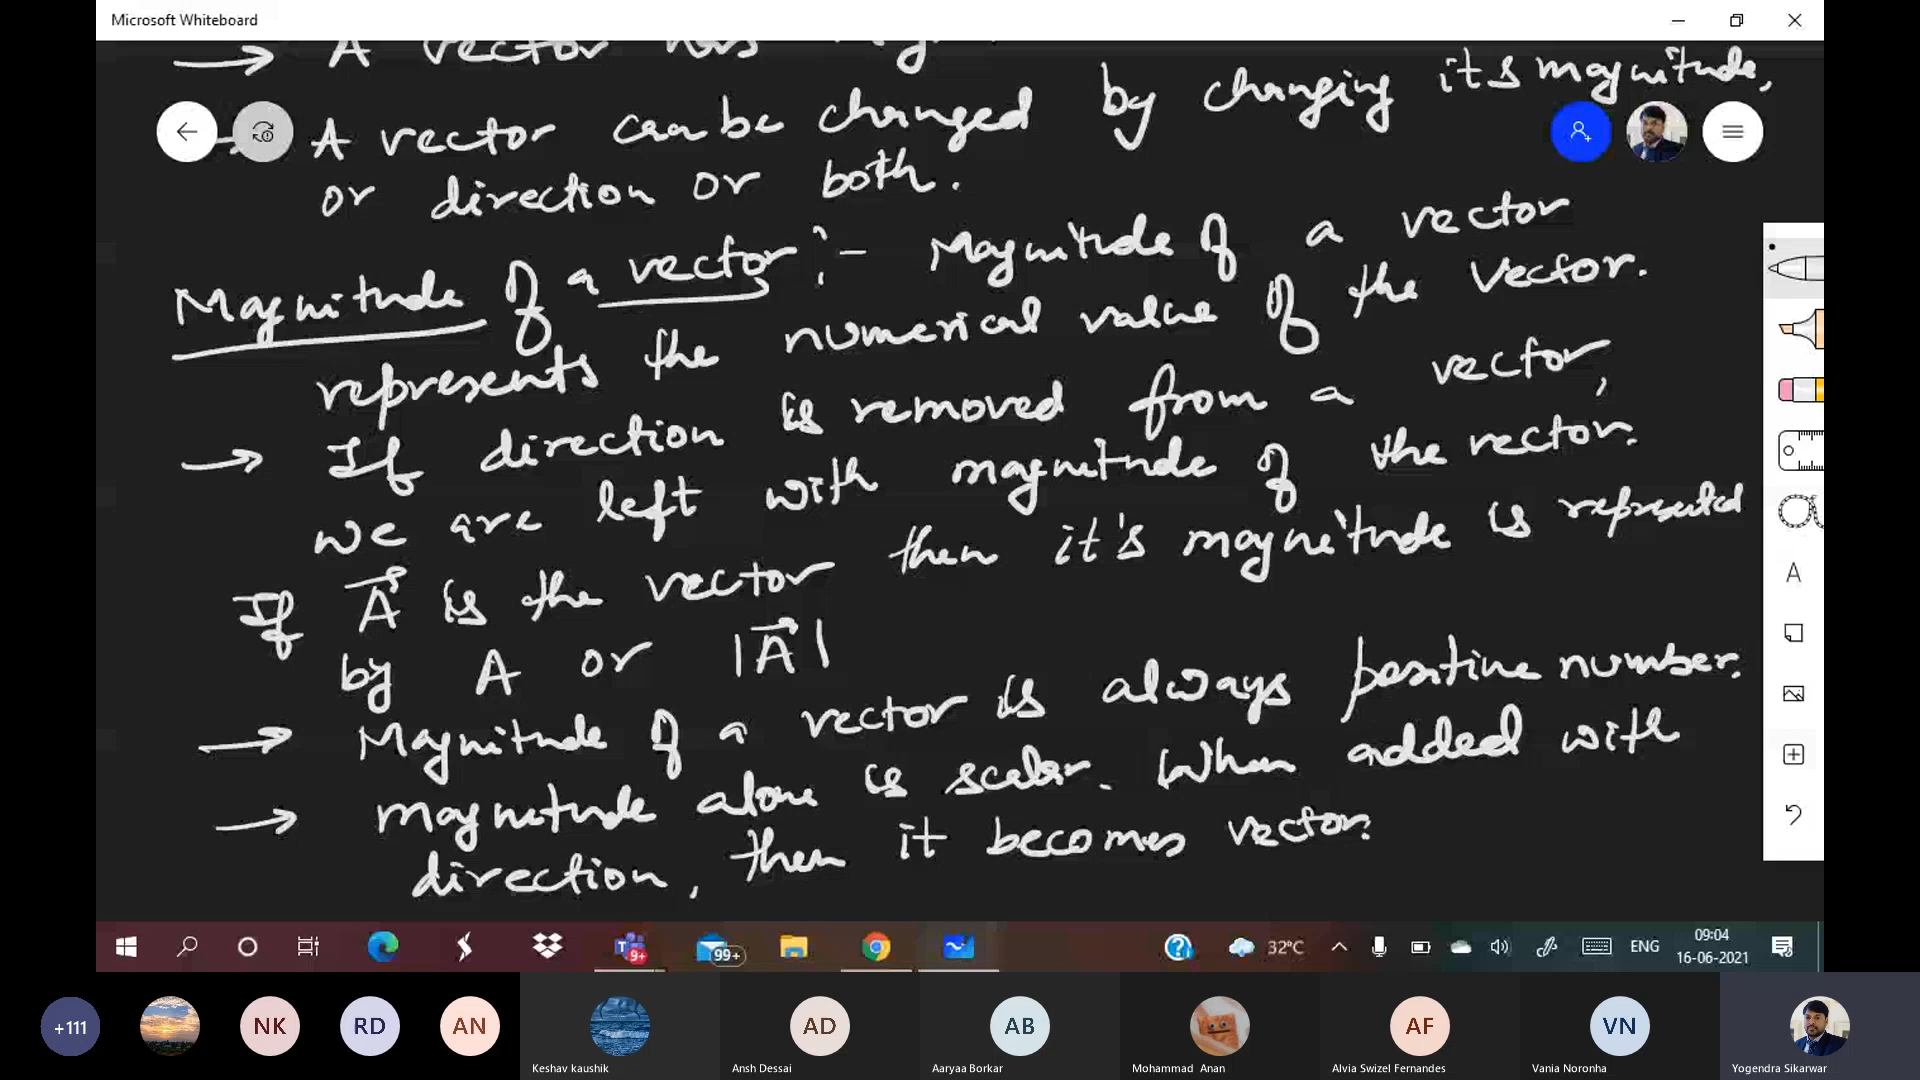 Microsoft Whiteboard
→ A vector has
→ A vector can be changed by changing it's magnitude,
or direction or both.
Magnitude of a vector :- Magnitude of a vector
represents the numerical value of the vector.
→ If direction is removed from a vector,
we are left with magnitude of the vector.
If A⃗ is the vector then it's magnitude is represented
by A or |A⃗|
→ Magnitude of a vector is always positive number.
→ magnitude alone is scalar. When added with
direction, then it becomes vector.
A
9+
99+
32°C
ENG
09:04
16-06-2021
+111
NK
RD
AN
AD
AB
AF
VN
Keshav kaushik
Ansh Dessai
Aaryaa Borkar
Mohammad Anan
Alvia Swizel Fernandes
Vania Noronha
Yogendra Sikarwar